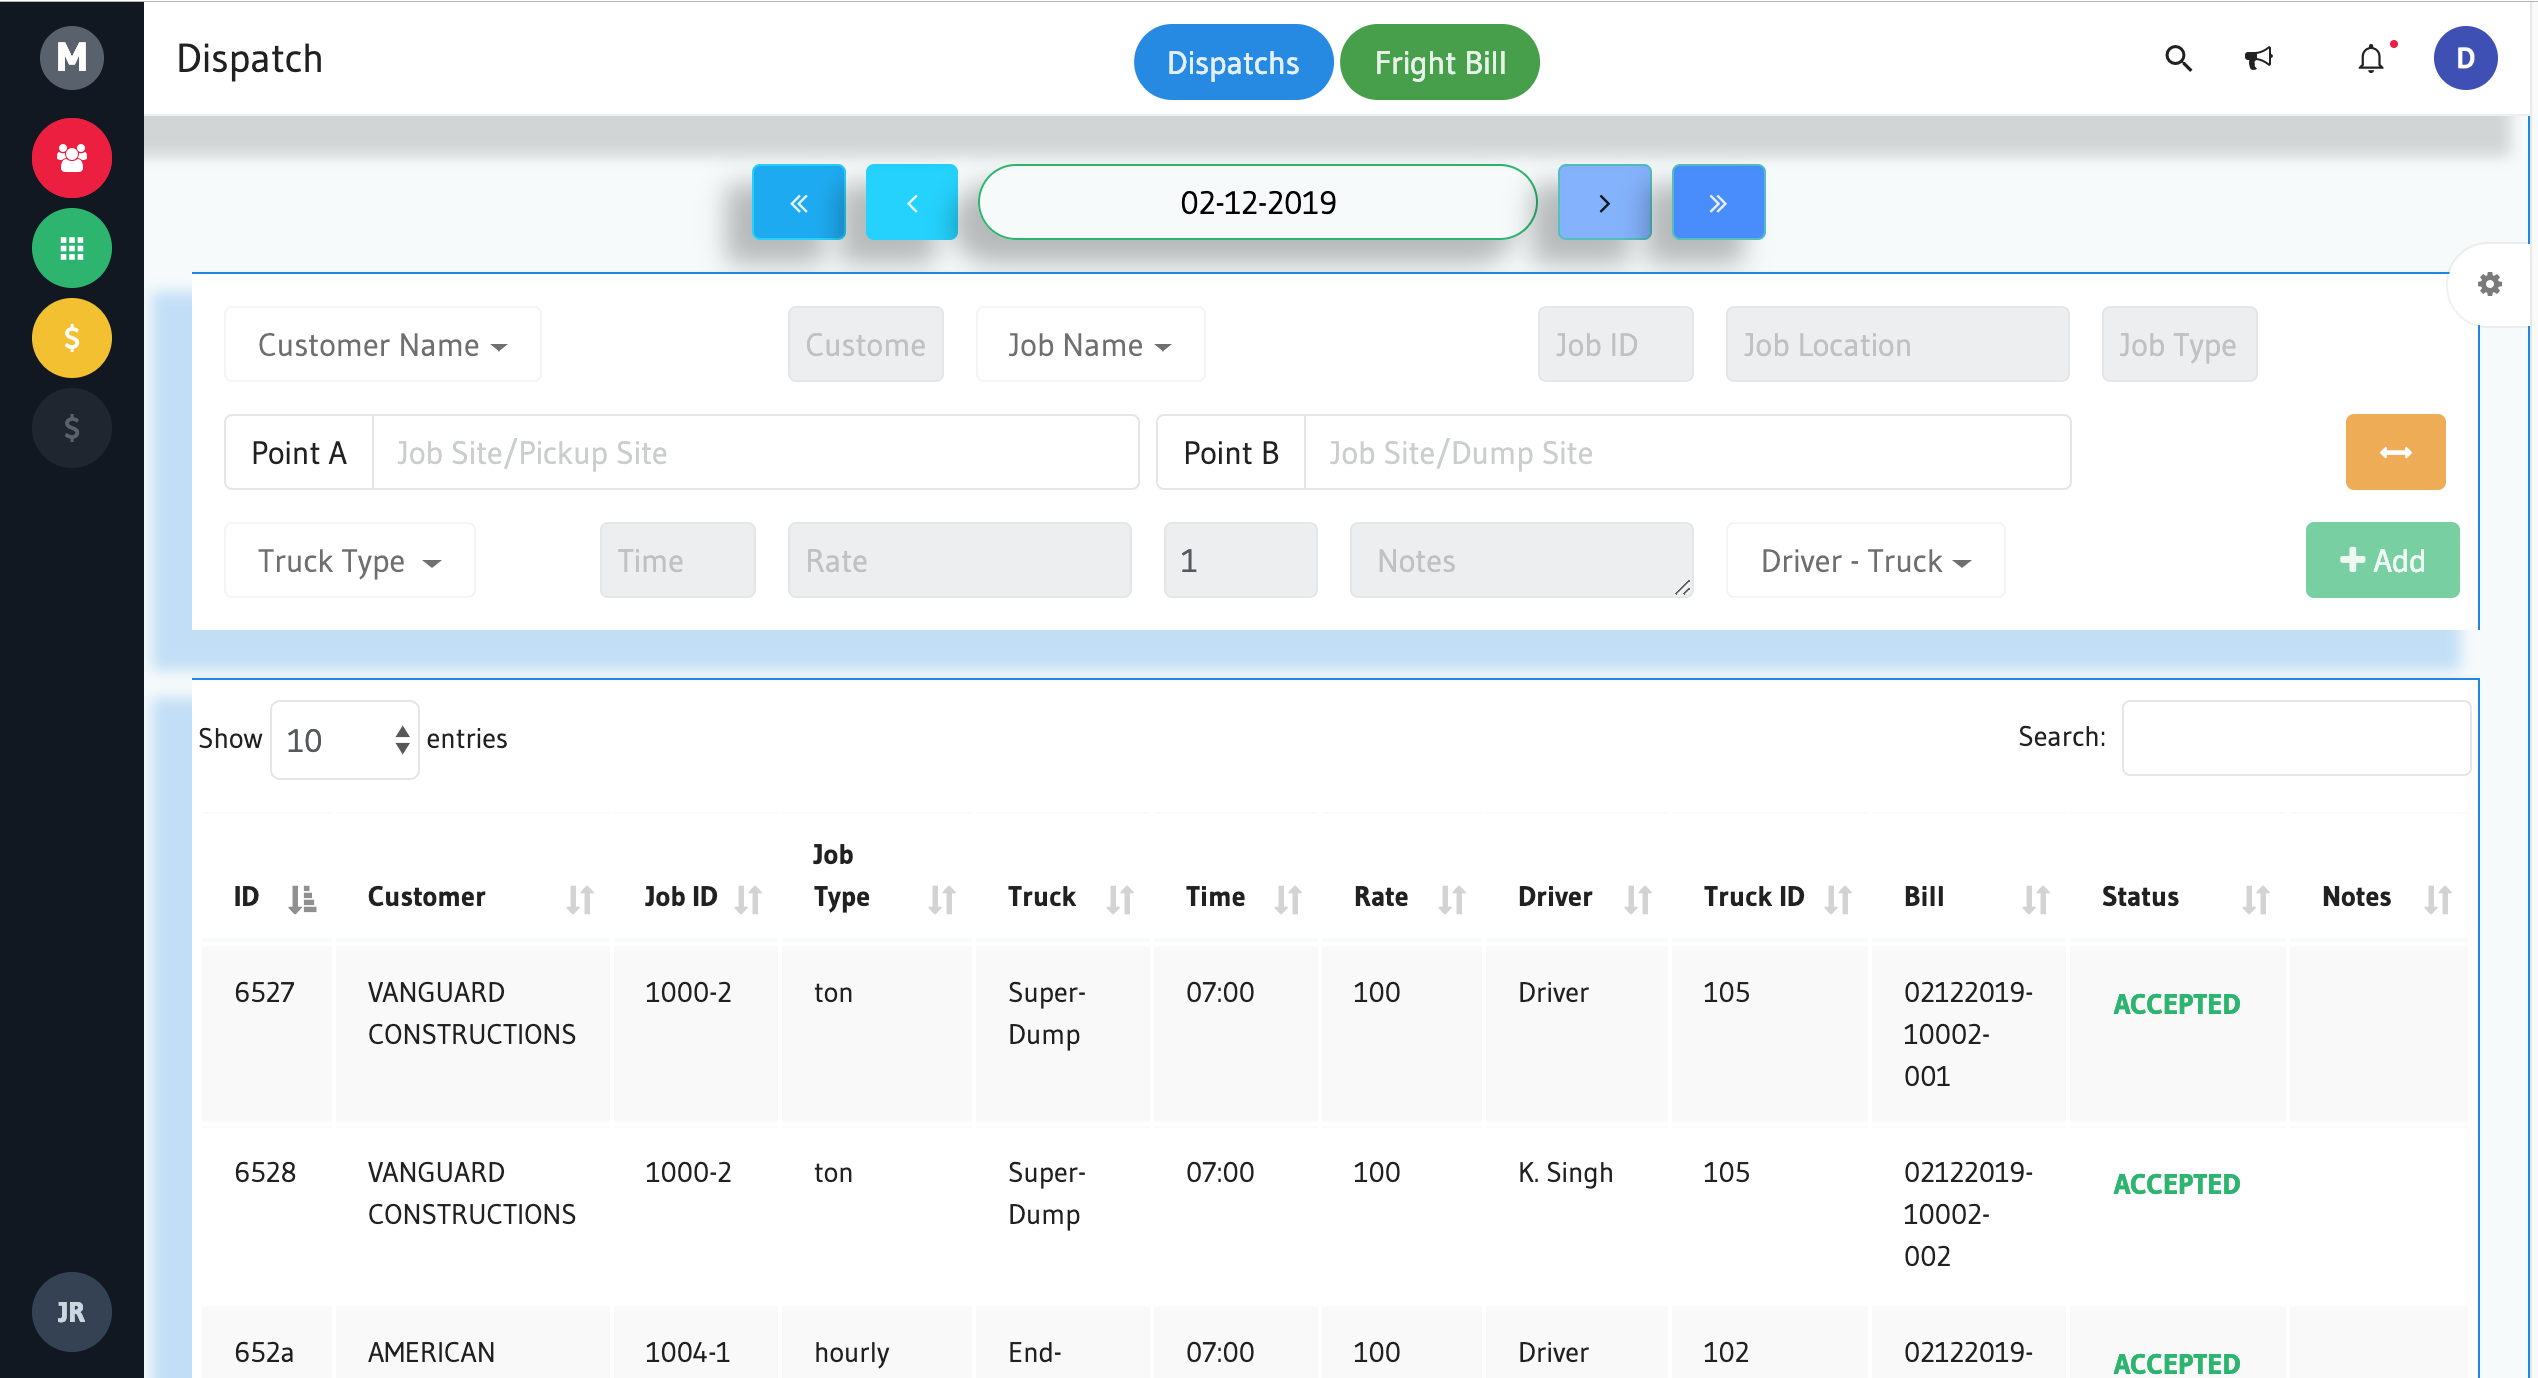 M
Dispatch
Dispatchs
Fright Bill
D
« ‹ 02-12-2019 › »
Customer Name
Custome
Job Name
Job ID
Job Location
Job Type
Point A
Job Site/Pickup Site
Point B
Job Site/Dump Site
Truck Type
Time
Rate
1
Notes
Driver - Truck
+ Add
Show 10 entries
Search:
ID Customer Job ID Job Type Truck Time Rate Driver Truck ID Bill Status Notes
6527 VANGUARD CONSTRUCTIONS 1000-2 ton Super-Dump 07:00 100 Driver 105 02122019-10002-001 ACCEPTED
6528 VANGUARD CONSTRUCTIONS 1000-2 ton Super-Dump 07:00 100 K. Singh 105 02122019-10002-002 ACCEPTED
652a AMERICAN 1004-1 hourly End- 07:00 100 Driver 102 02122019- ACCEPTED
$
$
JR